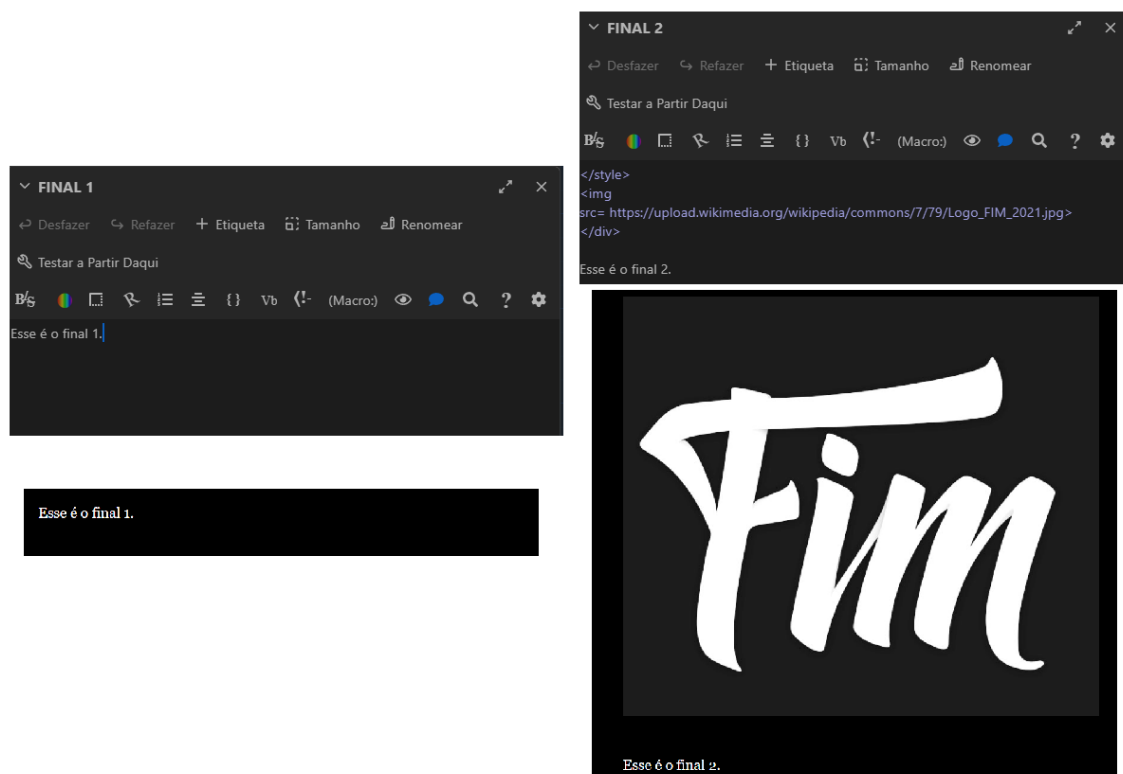 FINAL 1
Desfazer Refazer + Etiqueta Tamanho Renomear
Testar a Partir Daqui
B/S { } Vb (!- (Macro:) ?
Esse é o final 1.
Esse é o final 1.
FINAL 2
Desfazer Refazer + Etiqueta Tamanho Renomear
Testar a Partir Daqui
B/S { } Vb (!- (Macro:) ?
</style>
<img
src= https://upload.wikimedia.org/wikipedia/commons/7/79/Logo_FIM_2021.jpg>
</div>
Esse é o final 2.
Fim
Esse é o final 2.